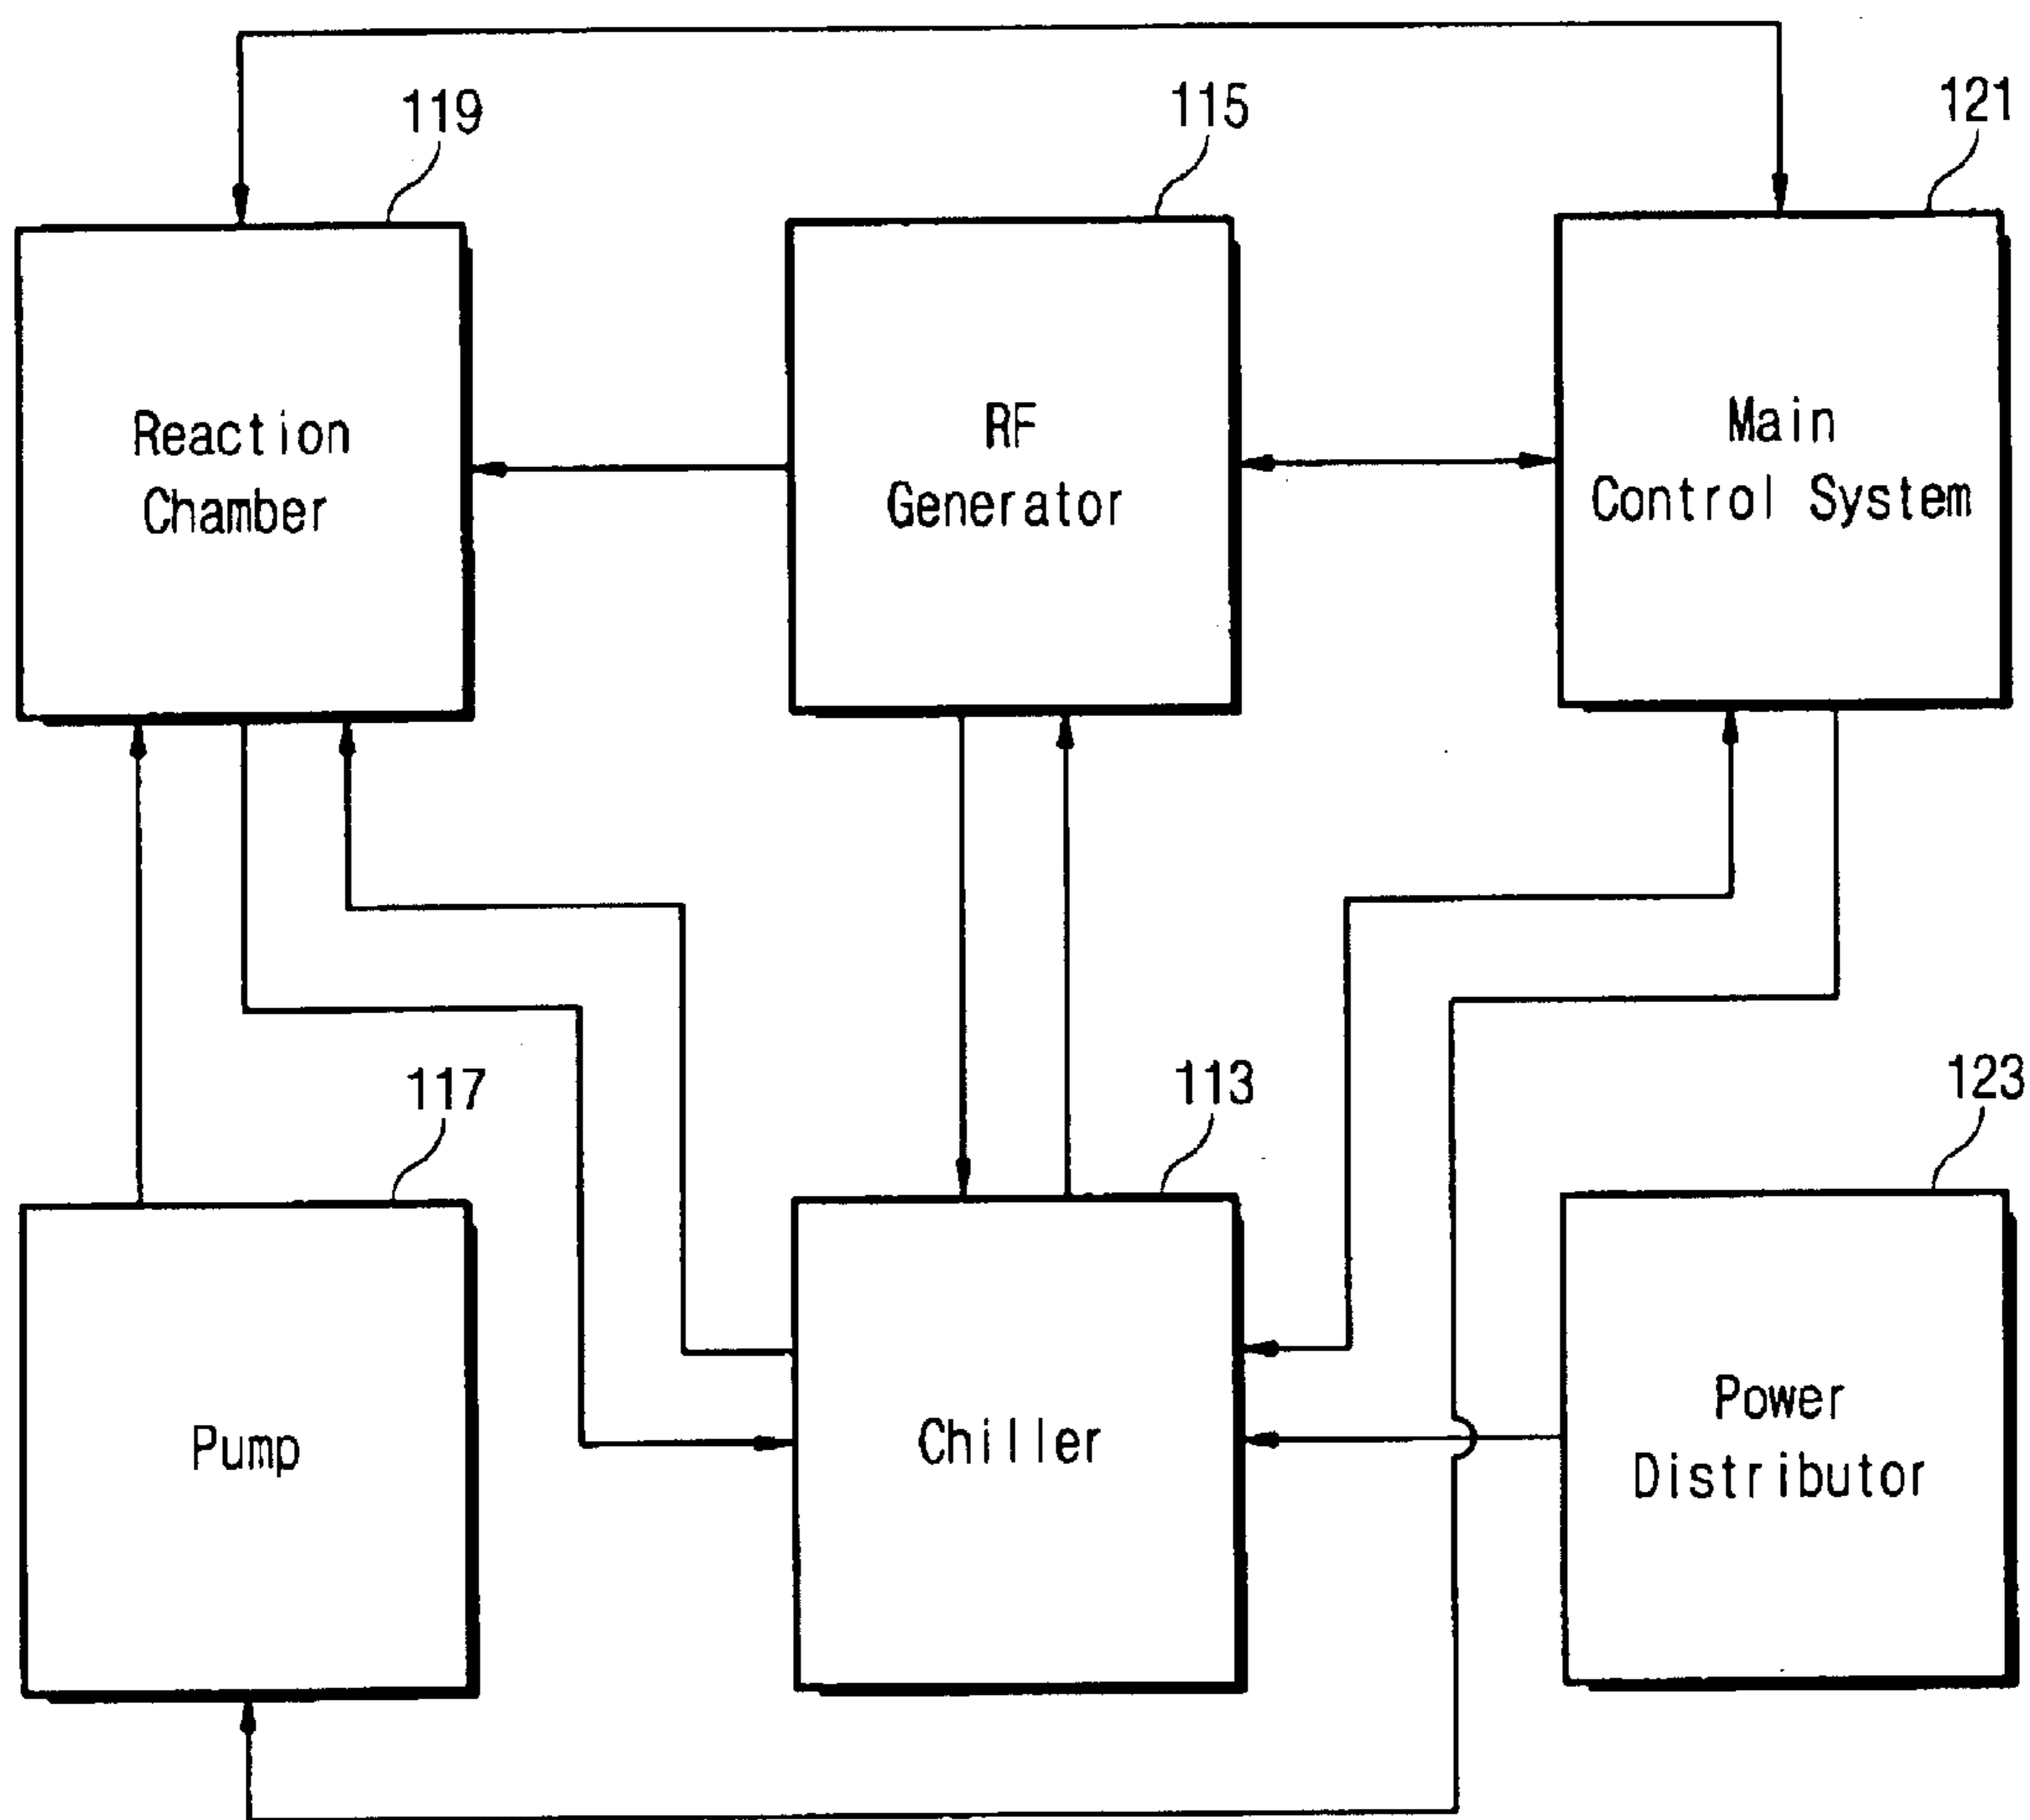 119
115
121
Reaction
Chamber
RF
Generator
Main
Control System
117
113
123
Pump
Chiller
Power
Distributor